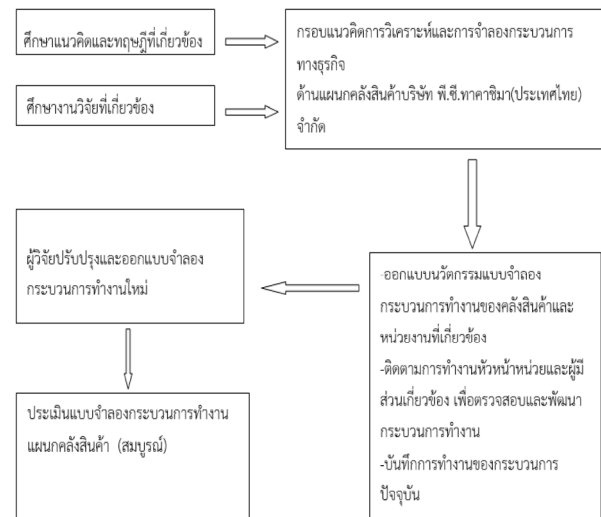 ศึกษาแนวคิดและทฤษฎีที่เกี่ยวข้อง
ศึกษางานวิจัยที่เกี่ยวข้อง
กรอบแนวคิดการวิเคราะห์และการจำลองกระบวนการ
ทางธุรกิจ
ด้านแผนกคลังสินค้าบริษัท พี.ซี.ทาคาชิมา(ประเทศไทย)
จำกัด
-ออกแบบนวัตกรรมแบบจำลอง
กระบวนการทำงานของคลังสินค้าและ
หน่วยงานที่เกี่ยวข้อง
-ติดตามการทำงานหัวหน้าหน่วยและผู้มี
ส่วนเกี่ยวข้อง เพื่อตรวจสอบและพัฒนา
กระบวนการทำงาน
-บันทึกการทำงานของกระบวนการ
ปัจจุบัน
ผู้วิจัยปรับปรุงและออกแบบจำลอง
กระบวนการทำงานใหม่
ประเมินแบบจำลองกระบวนการทำงาน
แผนกคลังสินค้า (สมบูรณ์)